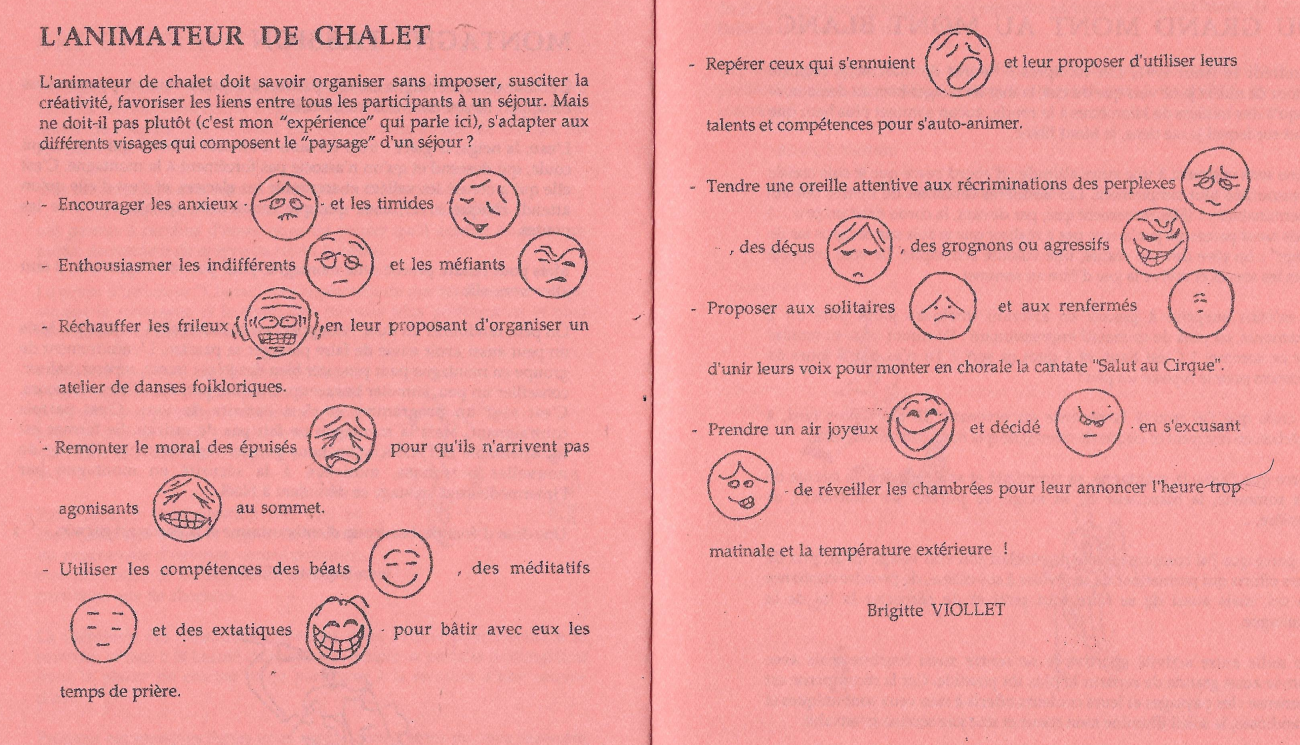 L'ANIMATEUR DE CHALET
L'animateur de chalet doit savoir organiser sans imposer, susciter la
créativité, favoriser les liens entre tous les participants à un séjour. Mais
ne doit-il pas plutôt (c'est mon "expérience" qui parle ici), s'adapter aux
différents visages qui composent le "paysage" d'un séjour ?
- Encourager les anxieux et les timides
- Enthousiasmer les indifférents et les méfiants
- Réchauffer les frileux, en leur proposant d'organiser un
atelier de danses folkloriques.
- Remonter le moral des épuisés pour qu'ils n'arrivent pas
agonisants au sommet.
- Utiliser les compétences des béats , des méditatifs
et des extatiques pour bâtir avec eux les
temps de prière.
- Repérer ceux qui s'ennuient et leur proposer d'utiliser leurs
talents et compétences pour s'auto-animer.
- Tendre une oreille attentive aux récriminations des perplexes
, des déçus , des grognons ou agressifs
- Proposer aux solitaires et aux renfermés
d'unir leurs voix pour monter en chorale la cantate "Salut au Cirque".
- Prendre un air joyeux et décidé en s'excusant
de réveiller les chambrées pour leur annoncer l'heure trop
matinale et la température extérieure !
Brigitte VIOLLET